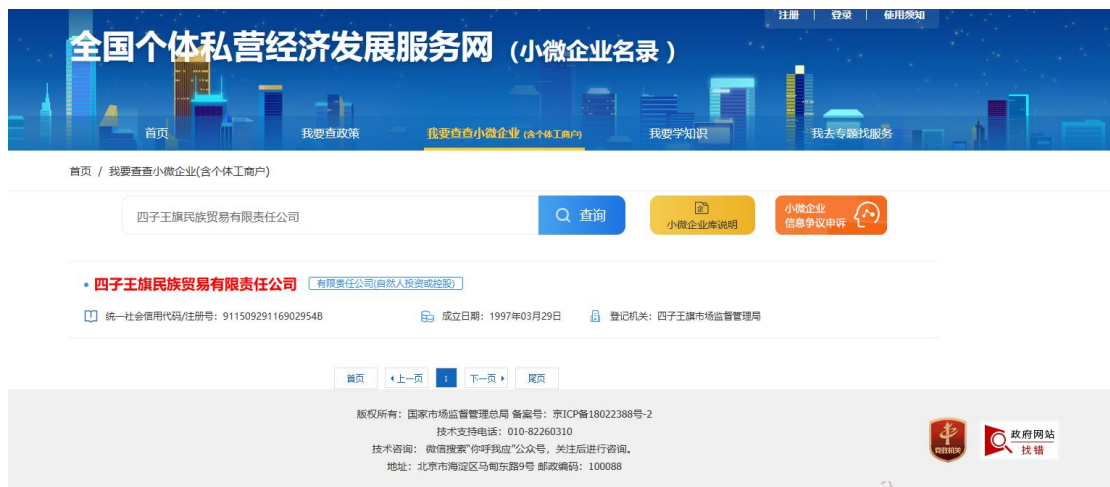 注册 | 登录 | 使用须知
全国个体私营经济发展服务网（小微企业名录）
首页 我要查政策 我要查查小微企业(含个体工商户) 我要学知识 我去专题找服务
首页 / 我要查查小微企业(含个体工商户)
四子王旗民族贸易有限责任公司 查询 小微企业库说明 小微企业
信息争议申诉
四子王旗民族贸易有限责任公司 有限责任公司(自然人投资或控股)
统一社会信用代码/注册号：91150929116902954B 成立日期：1997年03月29日 登记机关：四子王旗市场监督管理局
首页 上一页 1 下一页 尾页
版权所有：国家市场监督管理总局 备案号：京ICP备18022388号-2
技术支持电话：010-82260310
技术咨询： 微信搜索"你呼我应"公众号，关注后进行咨询。
地址：北京市海淀区马甸东路9号 邮政编码：100088
党政机关
政府网站
找错